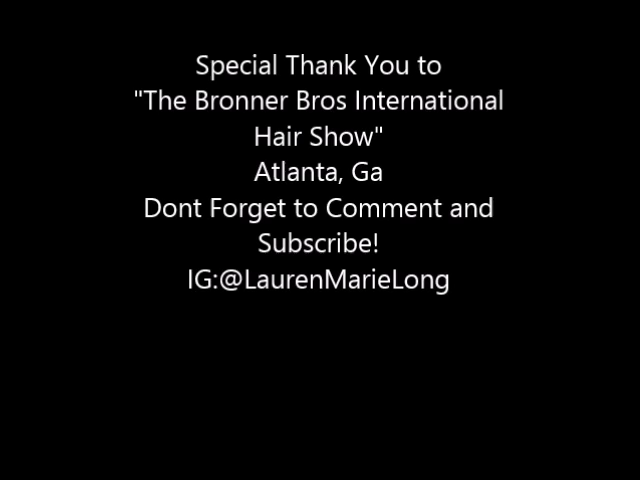 Special Thank You to
"The Bronner Bros International
Hair Show"
Atlanta, Ga
Dont Forget to Comment and
Subscribe!
IG:@LaurenMarieLong